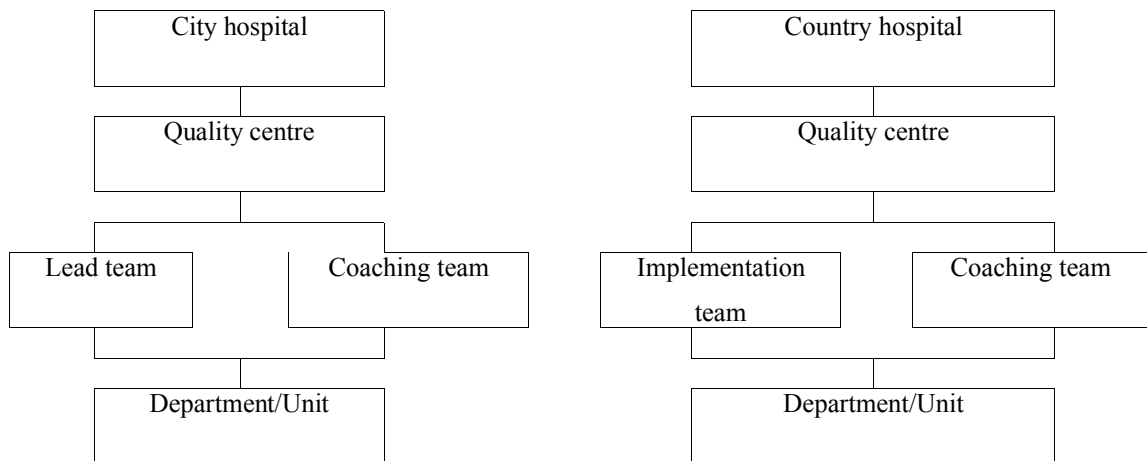 City hospital
Country hospital
Quality centre
Quality centre
Lead team
Coaching team
Implementation
team
Coaching team
Department/Unit
Department/Unit